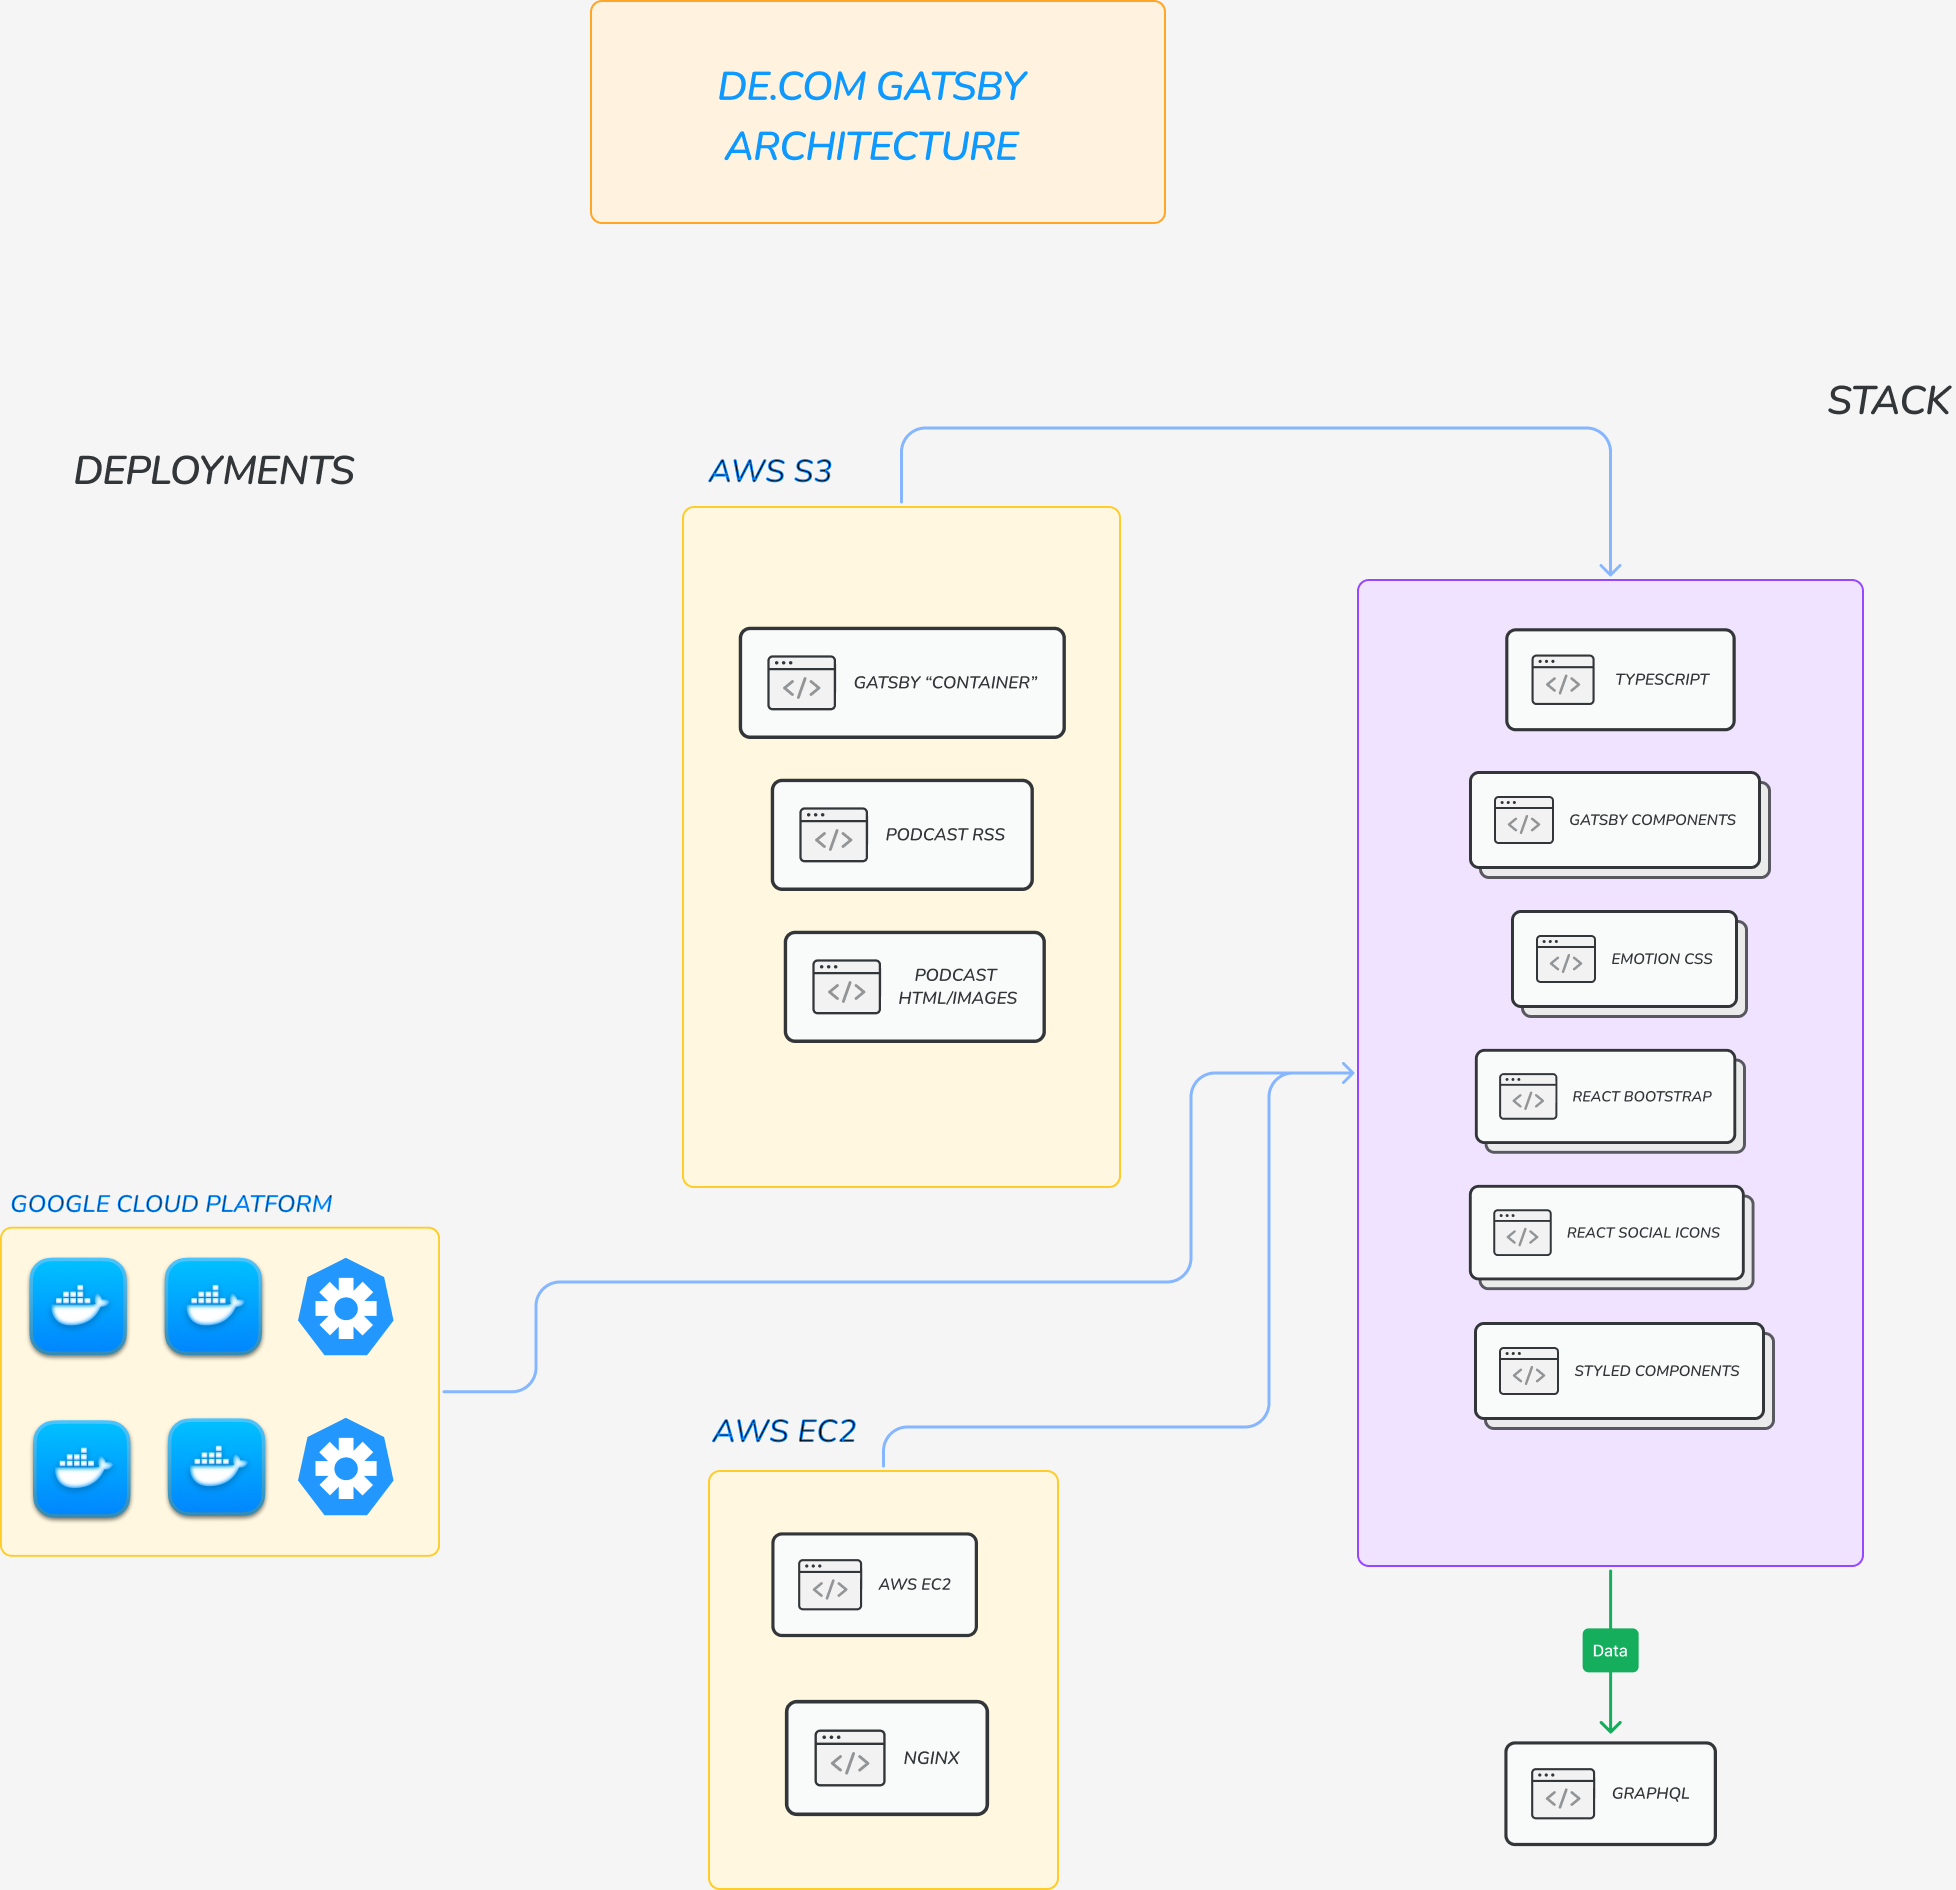 DE.COM GATSBY
ARCHITECTURE
STACK
DEPLOYMENTS
AWS S3
GATSBY “CONTAINER”
PODCAST RSS
PODCAST
HTML/IMAGES
TYPESCRIPT
GATSBY COMPONENTS
EMOTION CSS
REACT BOOTSTRAP
REACT SOCIAL ICONS
STYLED COMPONENTS
GOOGLE CLOUD PLATFORM
AWS EC2
AWS EC2
NGINX
Data
GRAPHQL